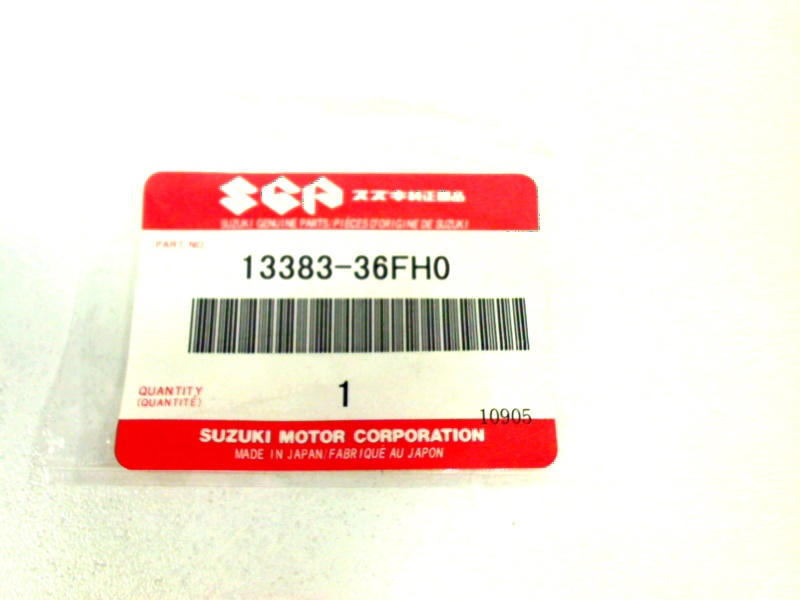 SGP スズキ純正部品
SUZUKI GENUINE PARTS/PIÈCES D'ORIGINE DE SUZUKI
PART NO
13383-36FH0
QUANTITY
(QUANTITÉ)
1
10905
SUZUKI MOTOR CORPORATION
MADE IN JAPAN/FABRIQUE AU JAPON